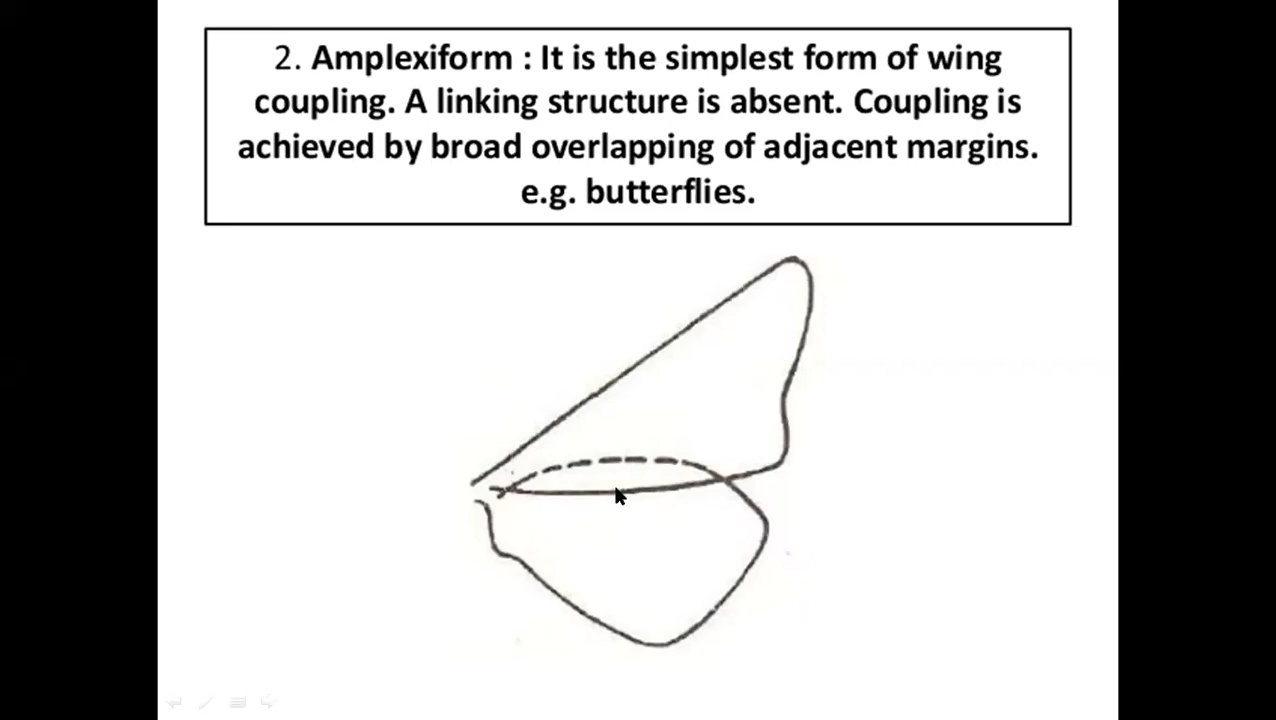 2. Amplexiform : It is the simplest form of wing
coupling. A linking structure is absent. Coupling is
achieved by broad overlapping of adjacent margins.
e.g. butterflies.